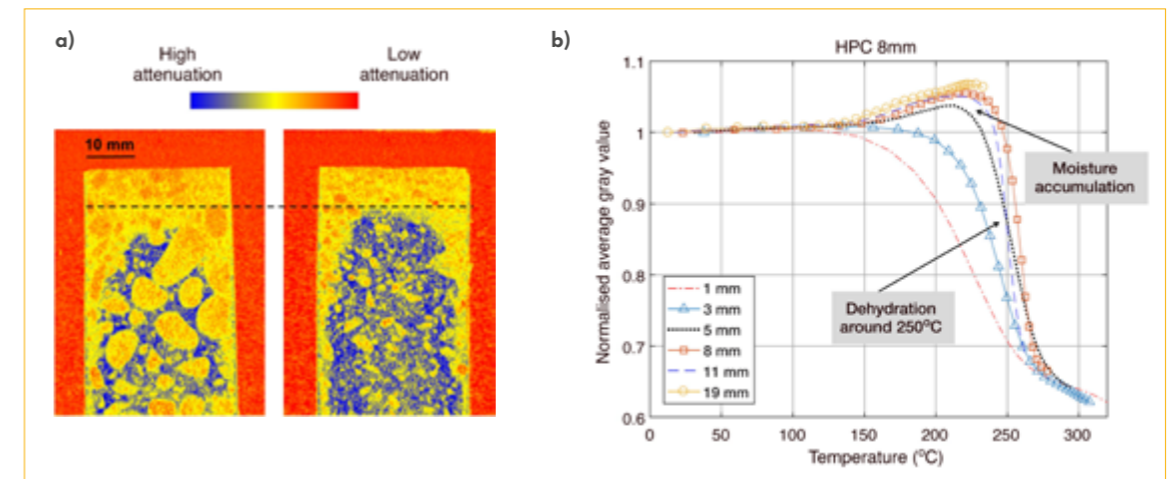 a)
High
attenuation
Low
attenuation
10 mm
b)
HPC 8mm
Normalised average gray value
1.1
1
0.9
0.8
0.7
0.6
Moisture
accumulation
Dehydration
around 250°C
1 mm
3 mm
5 mm
8 mm
11 mm
19 mm
0 50 100 150 200 250 300
Temperature (°C)